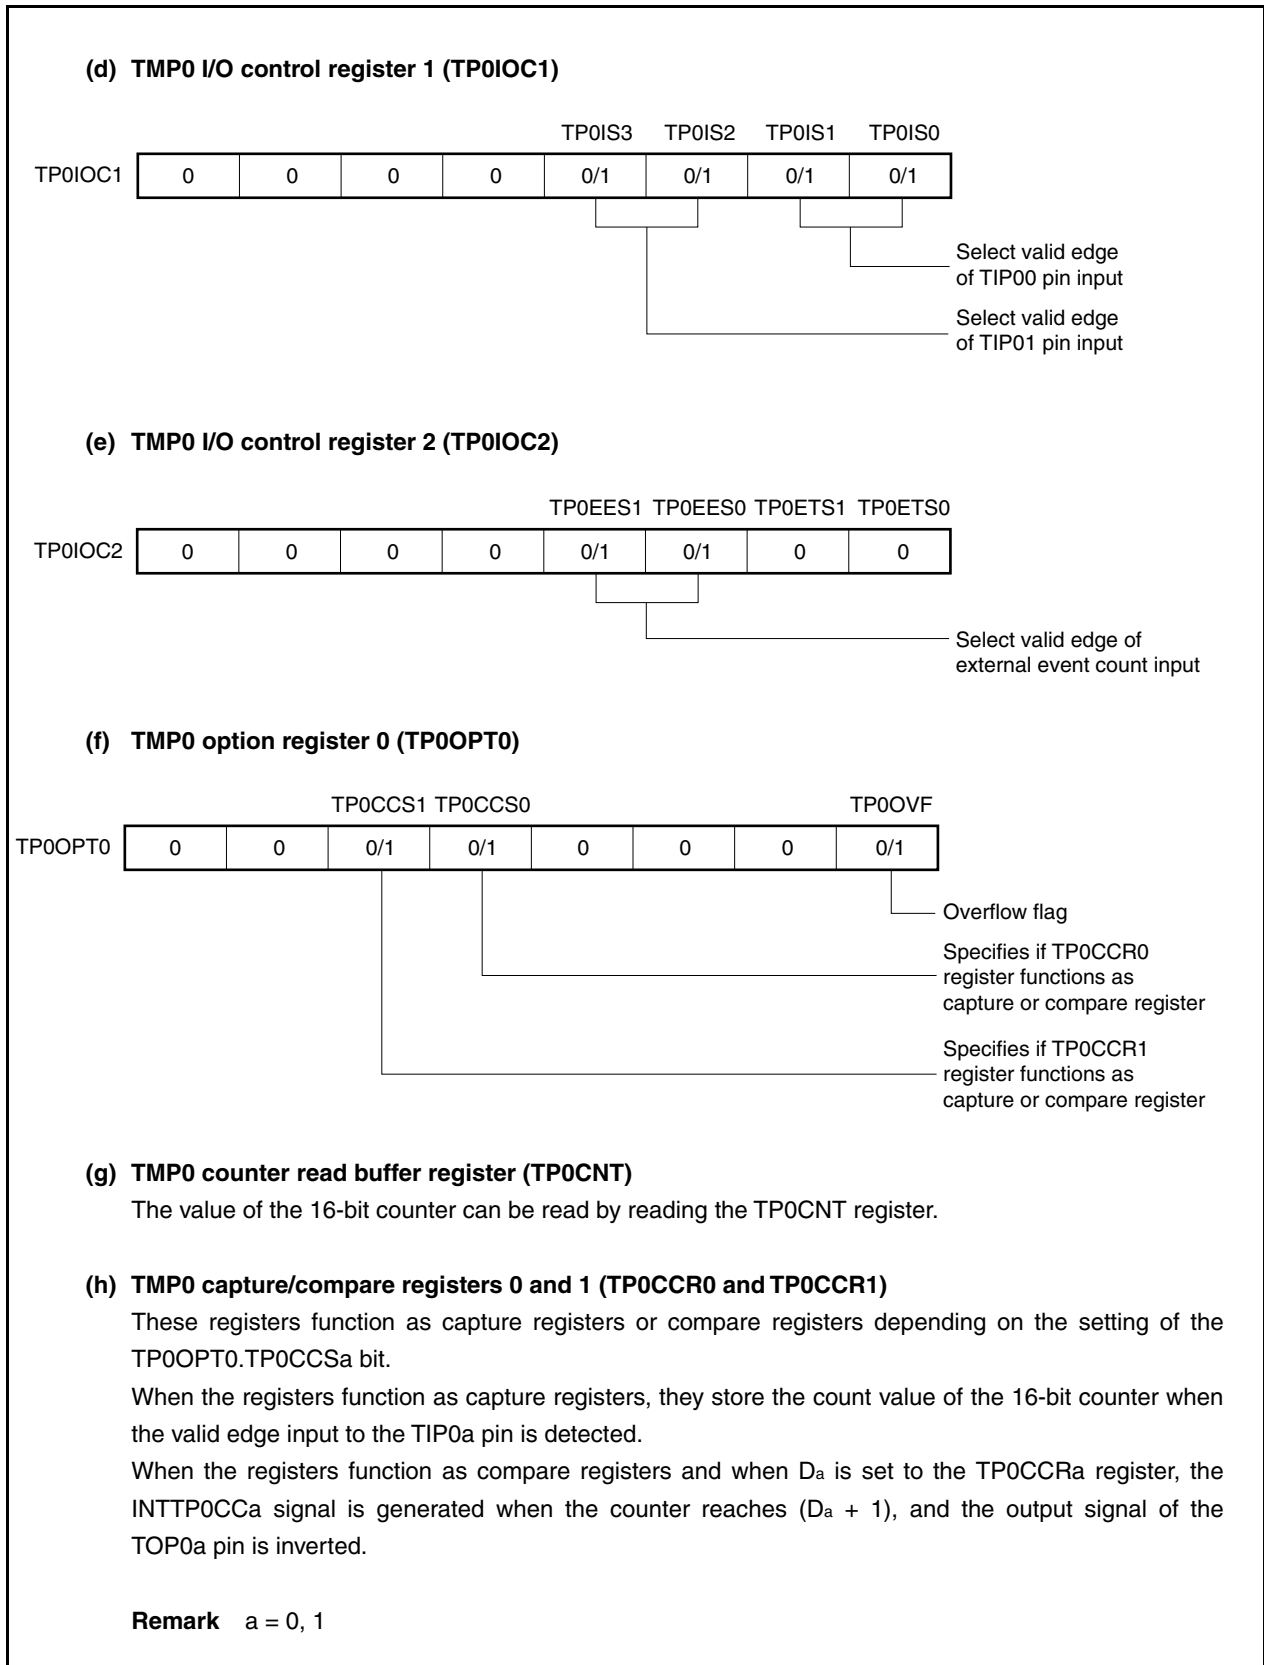 (d) TMP0 I/O control register 1 (TP0IOC1)
TP0IS3 TP0IS2 TP0IS1 TP0IS0
TP0IOC1 0 0 0 0 0/1 0/1 0/1 0/1
Select valid edge
of TIP00 pin input
Select valid edge
of TIP01 pin input
(e) TMP0 I/O control register 2 (TP0IOC2)
TP0EES1 TP0EES0 TP0ETS1 TP0ETS0
TP0IOC2 0 0 0 0 0/1 0/1 0 0
Select valid edge of
external event count input
(f) TMP0 option register 0 (TP0OPT0)
TP0CCS1 TP0CCS0 TP0OVF
TP0OPT0 0 0 0/1 0/1 0 0 0 0/1
Overflow flag
Specifies if TP0CCR0
register functions as
capture or compare register
Specifies if TP0CCR1
register functions as
capture or compare register
(g) TMP0 counter read buffer register (TP0CNT)
The value of the 16-bit counter can be read by reading the TP0CNT register.
(h) TMP0 capture/compare registers 0 and 1 (TP0CCR0 and TP0CCR1)
These registers function as capture registers or compare registers depending on the setting of the
TP0OPT0.TP0CCSa bit.
When the registers function as capture registers, they store the count value of the 16-bit counter when
the valid edge input to the TIP0a pin is detected.
When the registers function as compare registers and when Da is set to the TP0CCRa register, the
INTTP0CCa signal is generated when the counter reaches (Da + 1), and the output signal of the
TOP0a pin is inverted.
Remark a = 0, 1